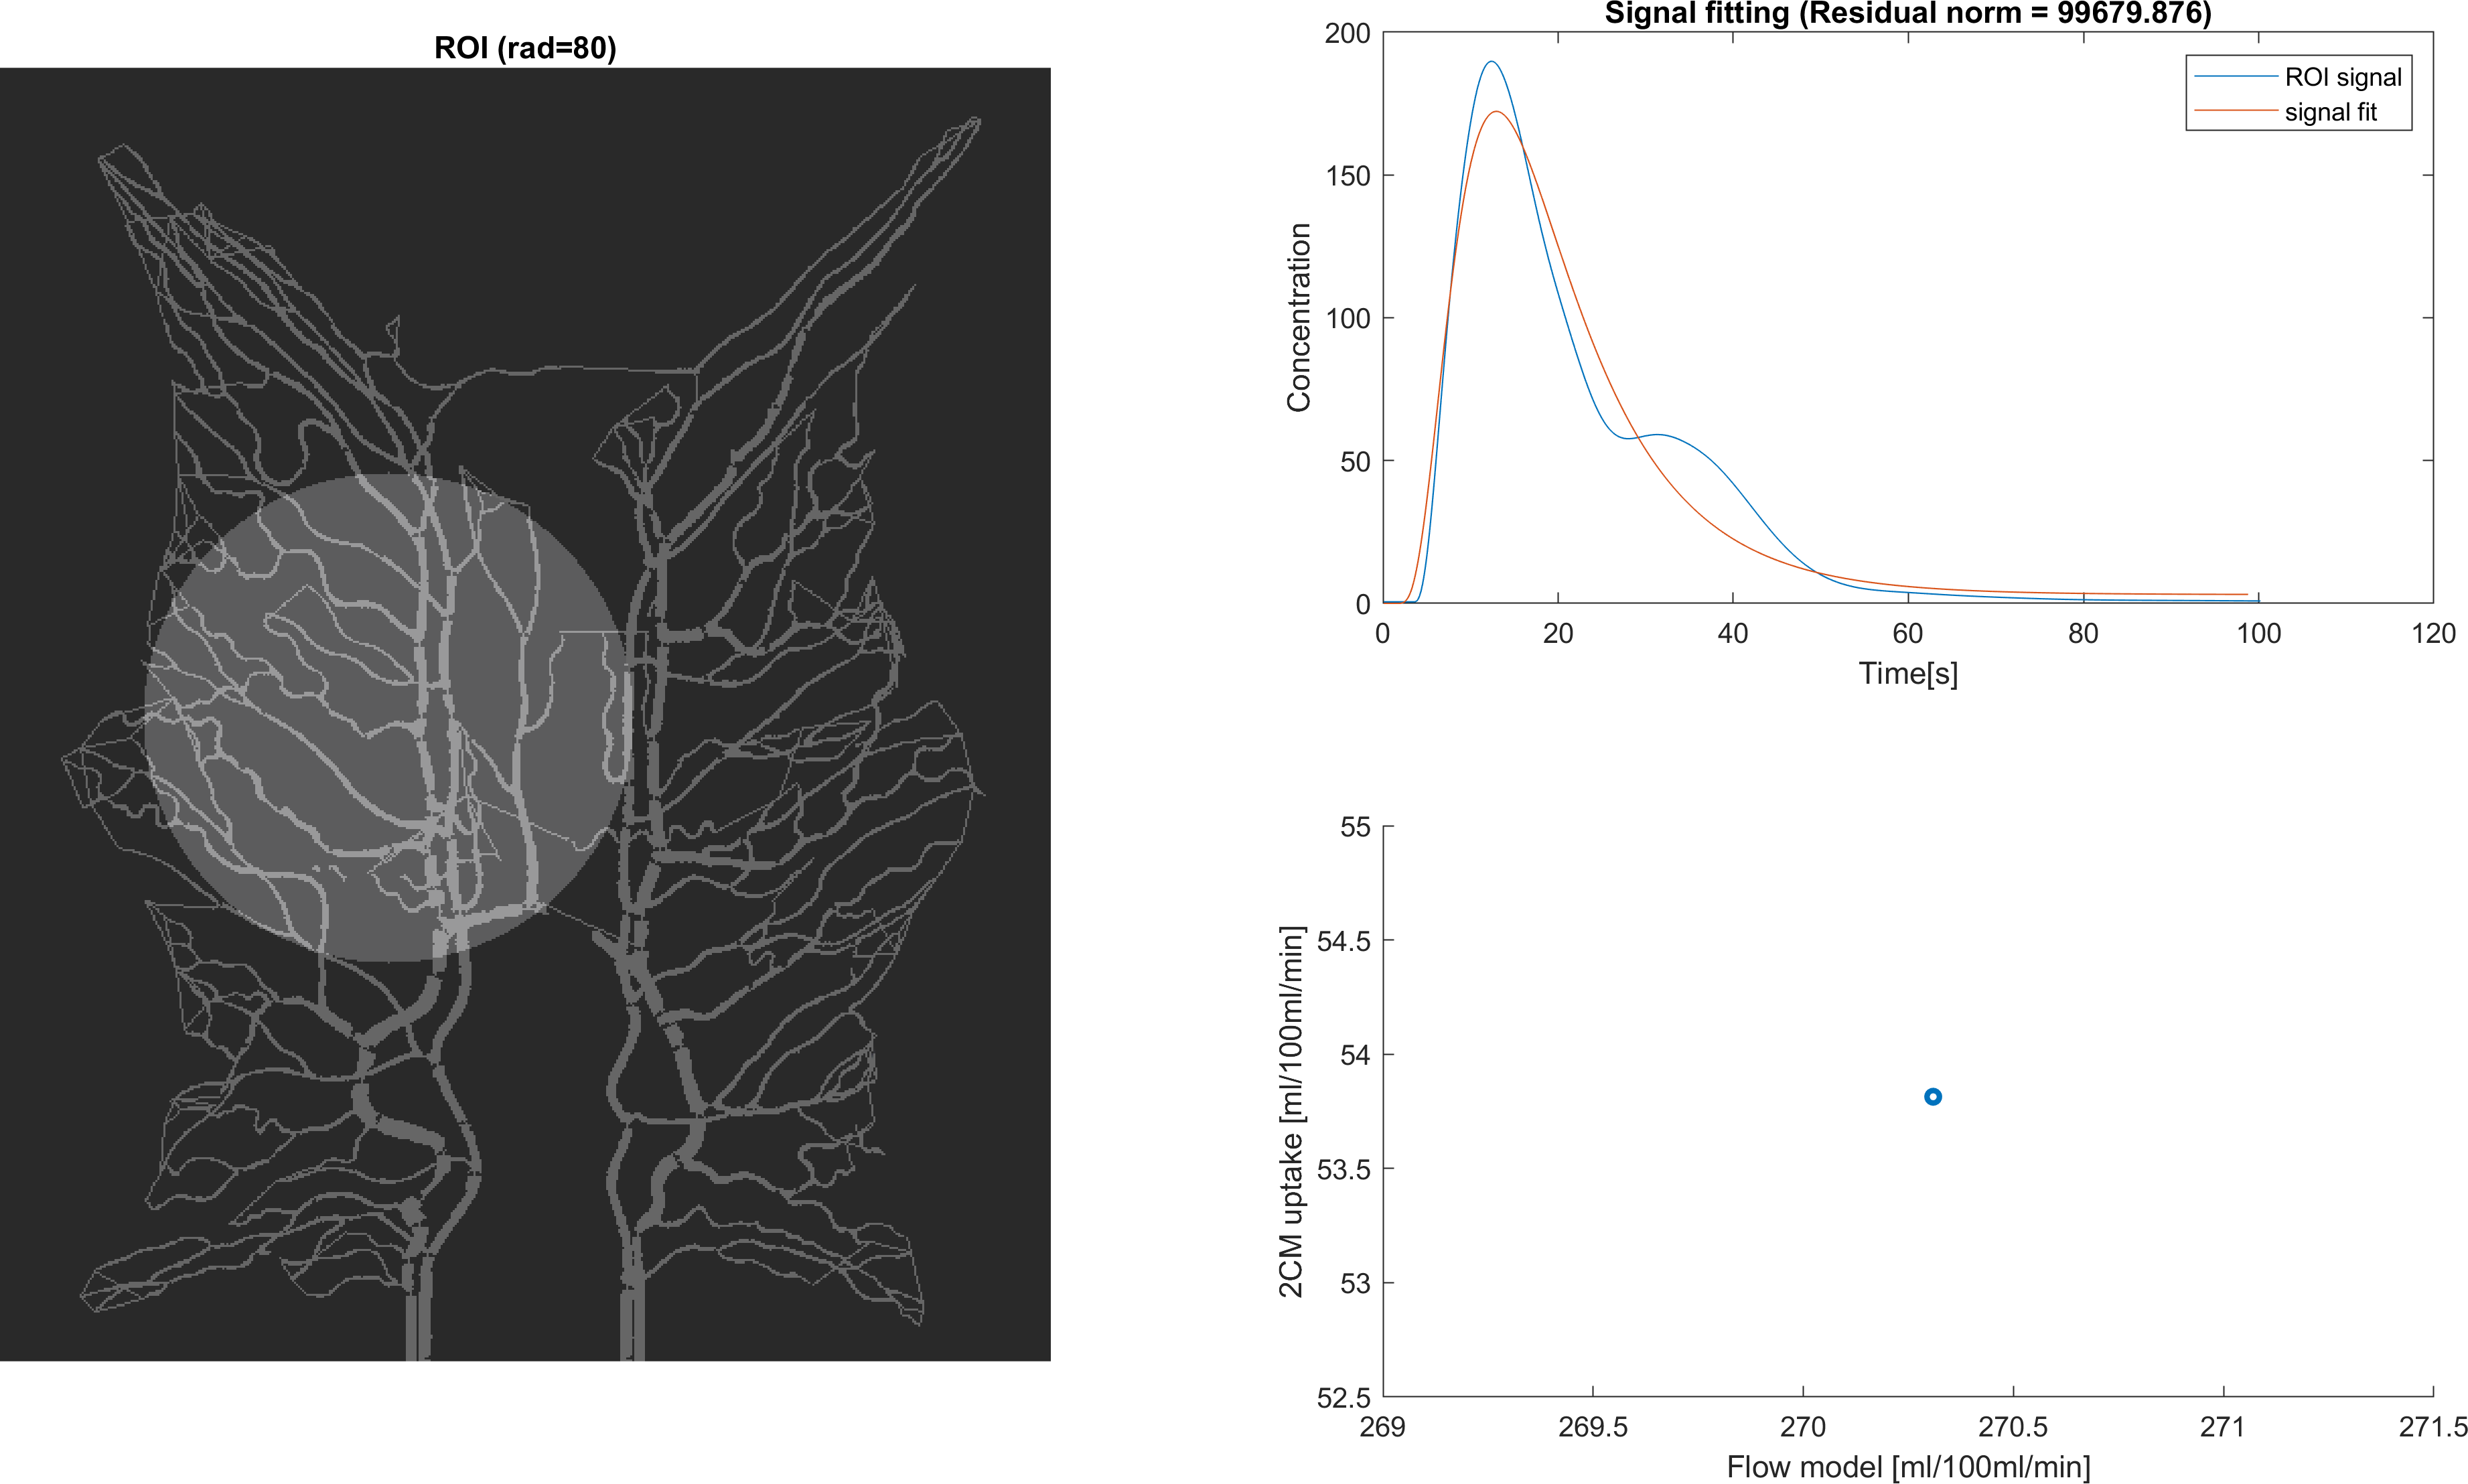 ROI (rad=80)
Signal fitting (Residual norm = 99679.876)
200
150
100
50
0
Concentration
ROI signal
signal fit
0 20 40 60 80 100 120
Time[s]
55
54.5
54
53.5
53
52.5
2CM uptake [ml/100ml/min]
269 269.5 270 270.5 271 271.5
Flow model [ml/100ml/min]